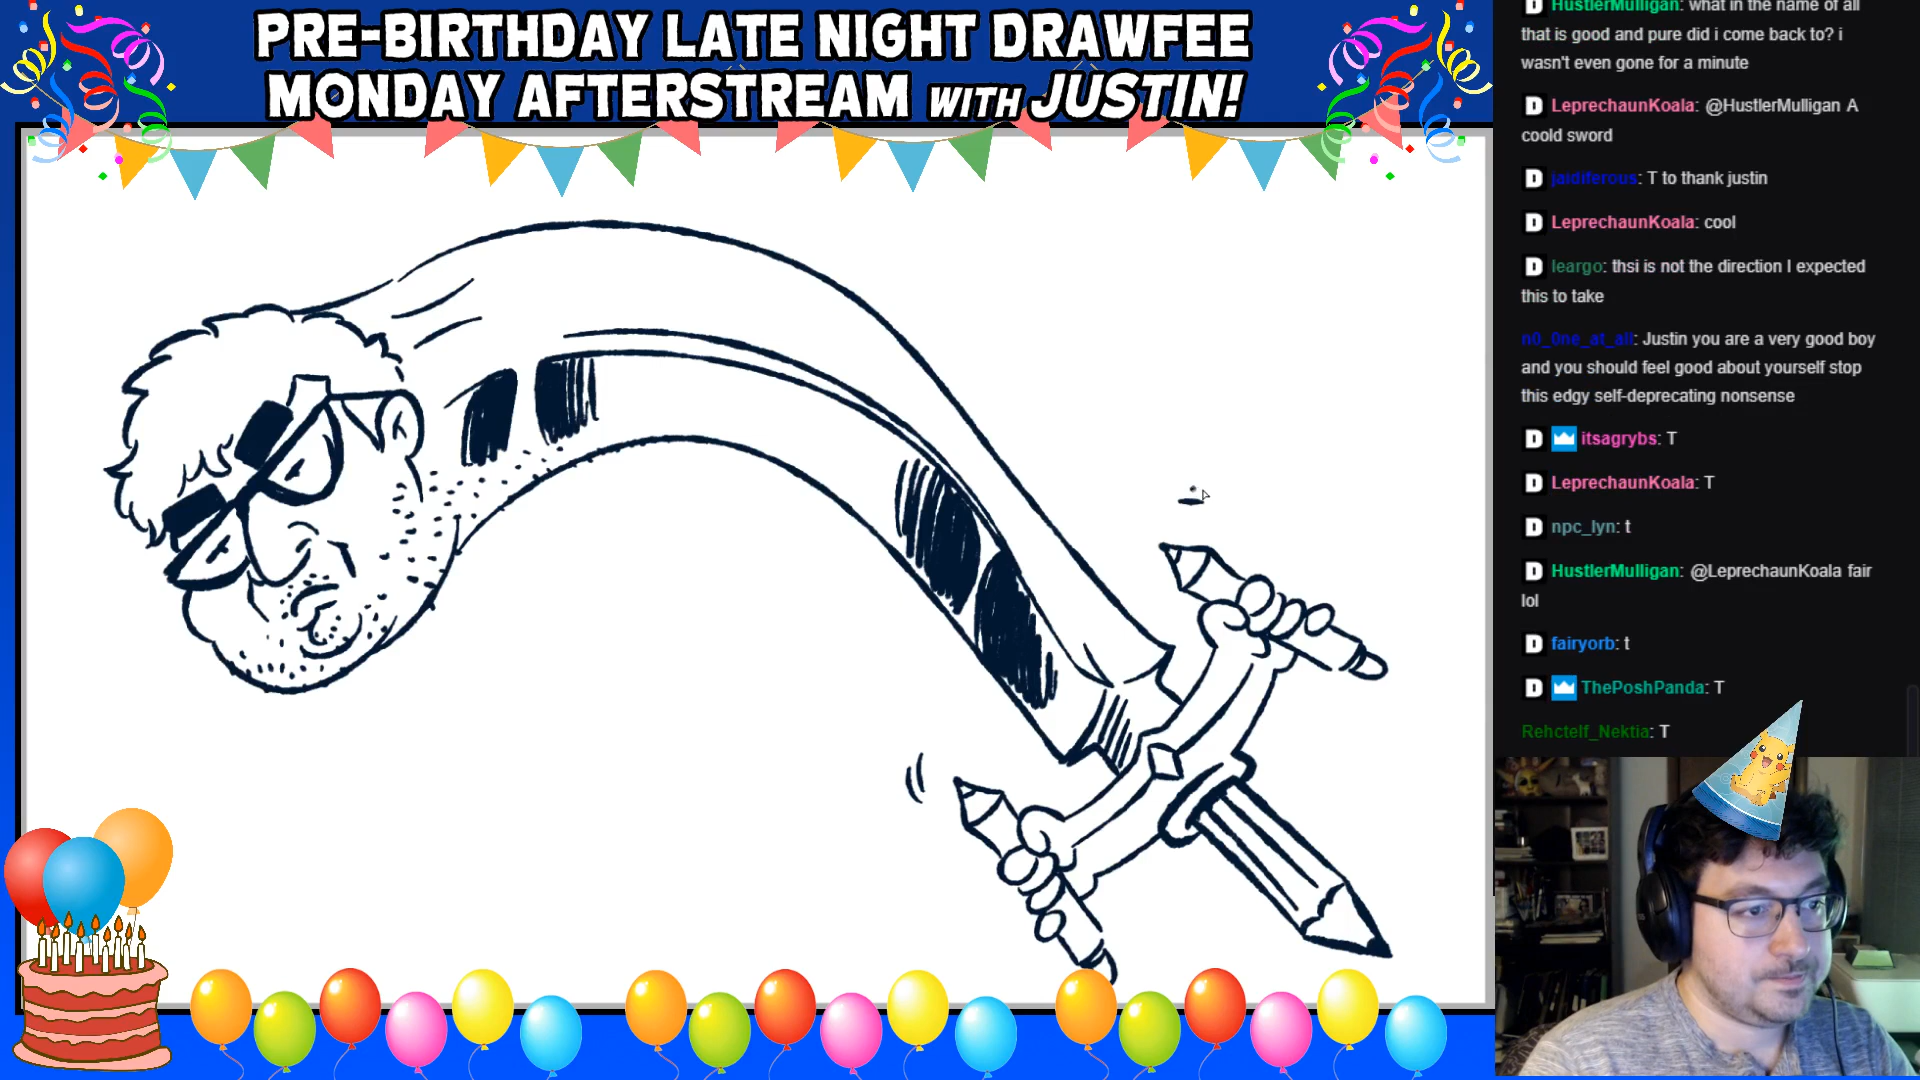 PRE-BIRTHDAY LATE NIGHT DRAWFEE
MONDAY AFTERSTREAM WITH JUSTIN!
HustlerMulligan: what in the name of all
that is good and pure did i come back to? i
wasn't even gone for a minute
LeprechaunKoala: @HustlerMulligan A
coold sword
jaidiferous: T to thank justin
LeprechaunKoala: cool
leargo: thsi is not the direction I expected
this to take
n0_0ne_at_all: Justin you are a very good boy
and you should feel good about yourself stop
this edgy self-deprecating nonsense
itsagrybs: T
LeprechaunKoala: T
npc_lyn: t
HustlerMulligan: @LeprechaunKoala fair
lol
fairyorb: t
ThePoshPanda: T
Rehctelf_Nektia: T